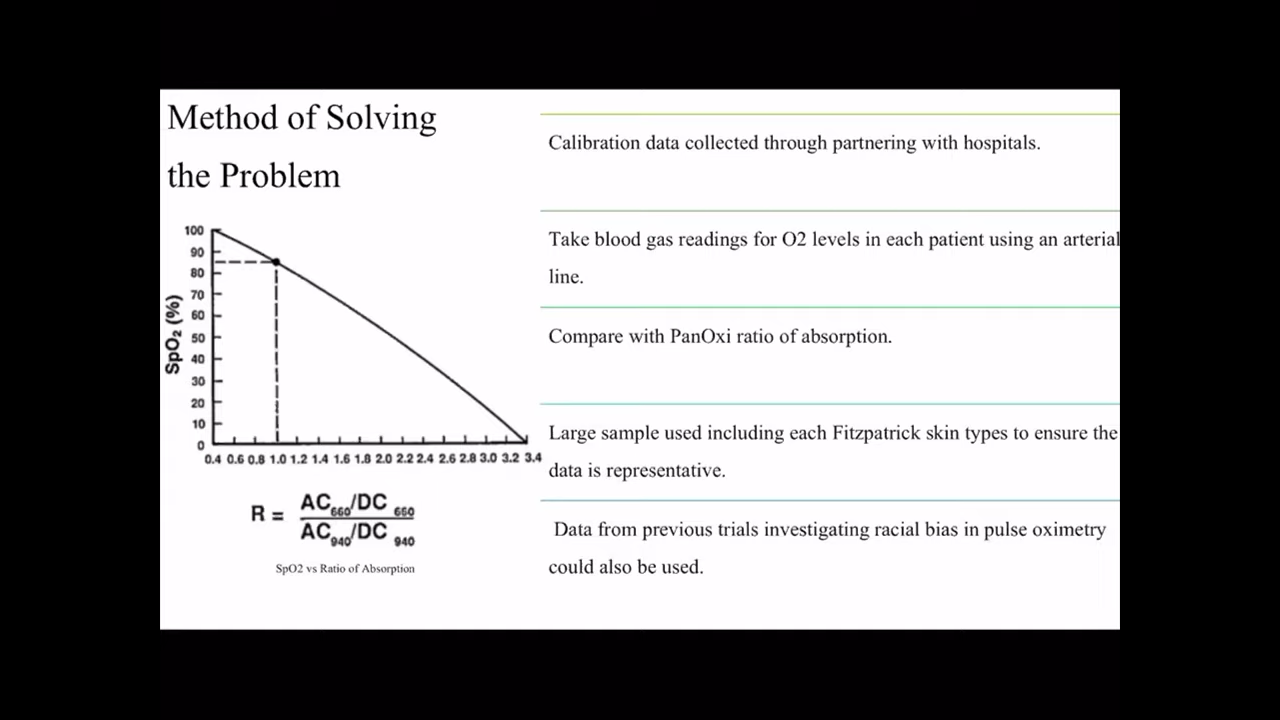 Method of Solving
the Problem
Calibration data collected through partnering with hospitals.
Take blood gas readings for O2 levels in each patient using an arterial
line.
Compare with PanOxi ratio of absorption.
Large sample used including each Fitzpatrick skin types to ensure the
data is representative.
Data from previous trials investigating racial bias in pulse oximetry
could also be used.
SpO₂ (%)
100
90
80
70
60
50
40
30
20
10
0
0.4 0.6 0.8 1.0 1.2 1.4 1.6 1.8 2.0 2.2 2.4 2.6 2.8 3.0 3.2 3.4
R = AC₆₆₀/DC ₆₆₀
AC₉₄₀/DC ₉₄₀
SpO2 vs Ratio of Absorption